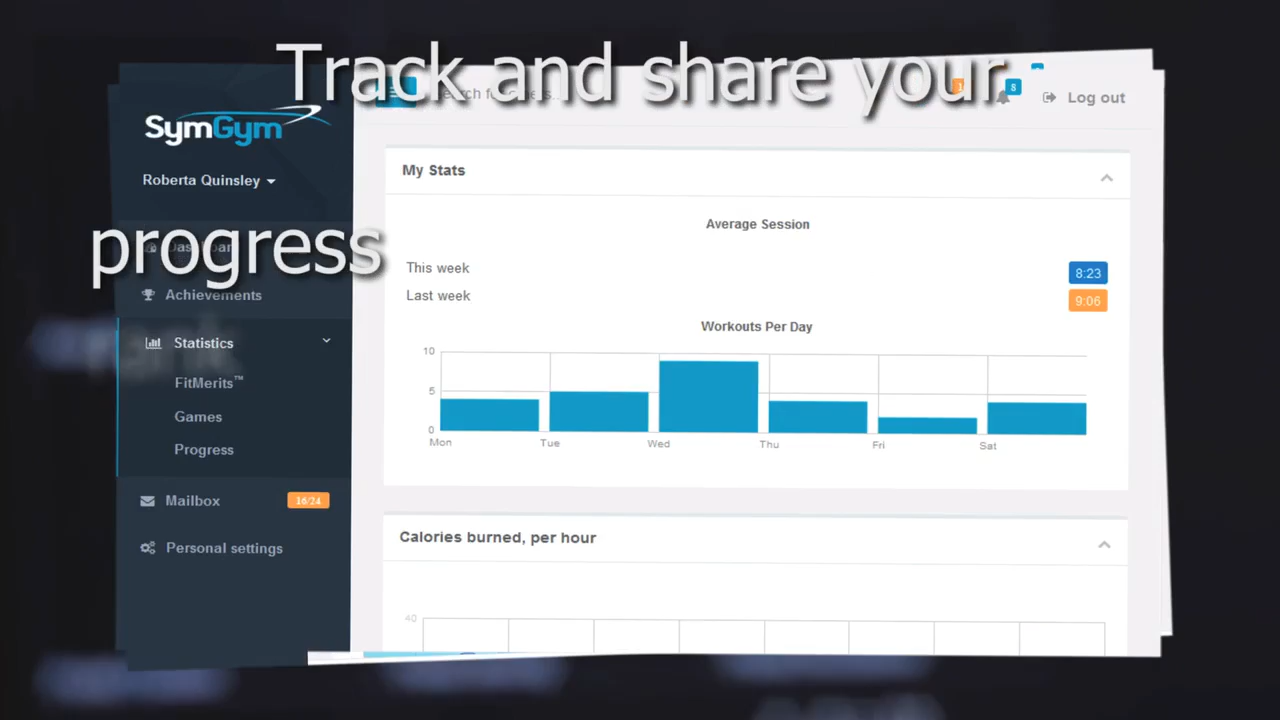 Track and share your
progress
SymGym
Roberta Quinsley
Log out
8
My Stats
Average Session
This week 8:23
Last week 9:06
Workouts Per Day
10
5
0
Mon Tue Wed Thu Fri Sat
Achievements
Statistics
FitMerits™
Games
Progress
Mailbox 16/24
Personal settings
Calories burned, per hour
40